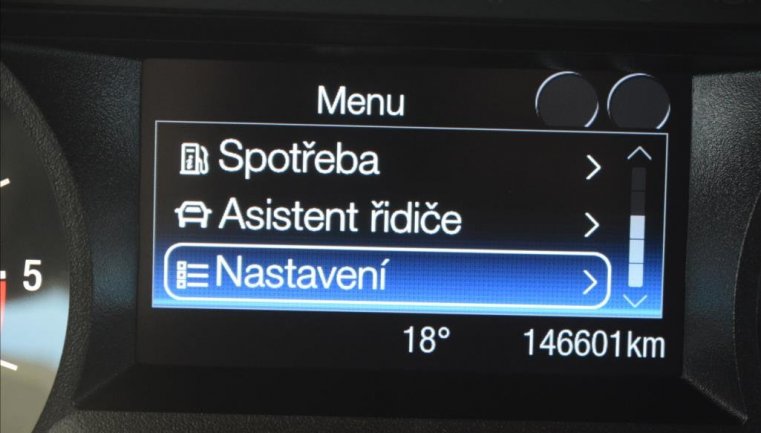 Menu
Spotřeba
Asistent řidiče
Nastavení
5
18° 146601km